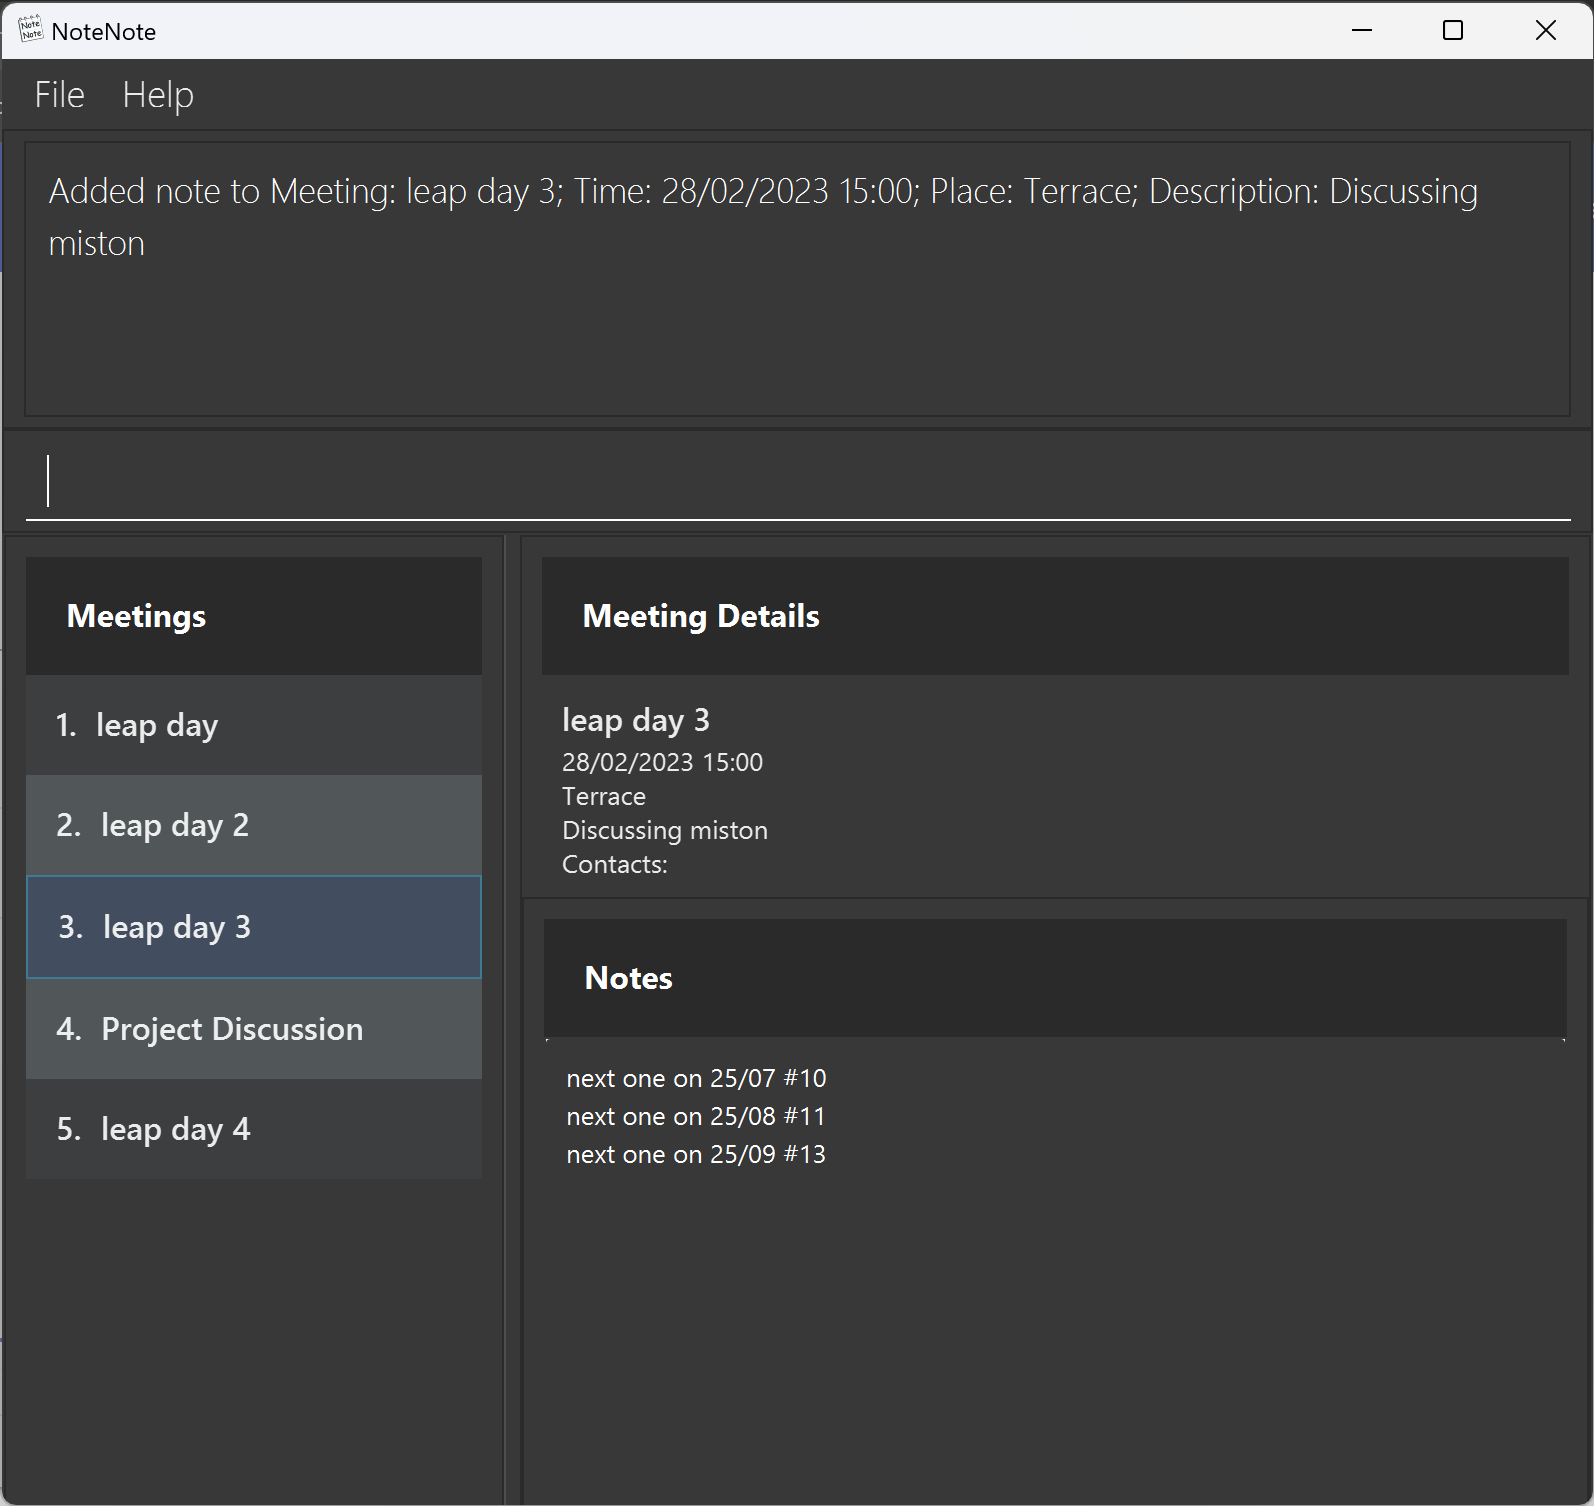 Note Note NoteNote
File Help
Added note to Meeting: leap day 3; Time: 28/02/2023 15:00; Place: Terrace; Description: Discussing
miston
Meetings
1. leap day
2. leap day 2
3. leap day 3
4. Project Discussion
5. leap day 4
Meeting Details
leap day 3
28/02/2023 15:00
Terrace
Discussing miston
Contacts:
Notes
next one on 25/07 #10
next one on 25/08 #11
next one on 25/09 #13